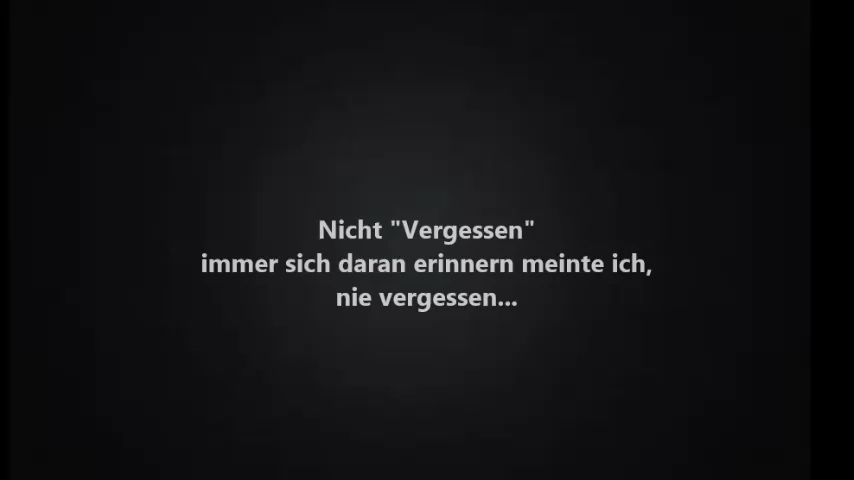 Nicht "Vergessen"
immer sich daran erinnern meinte ich,
nie vergessen...